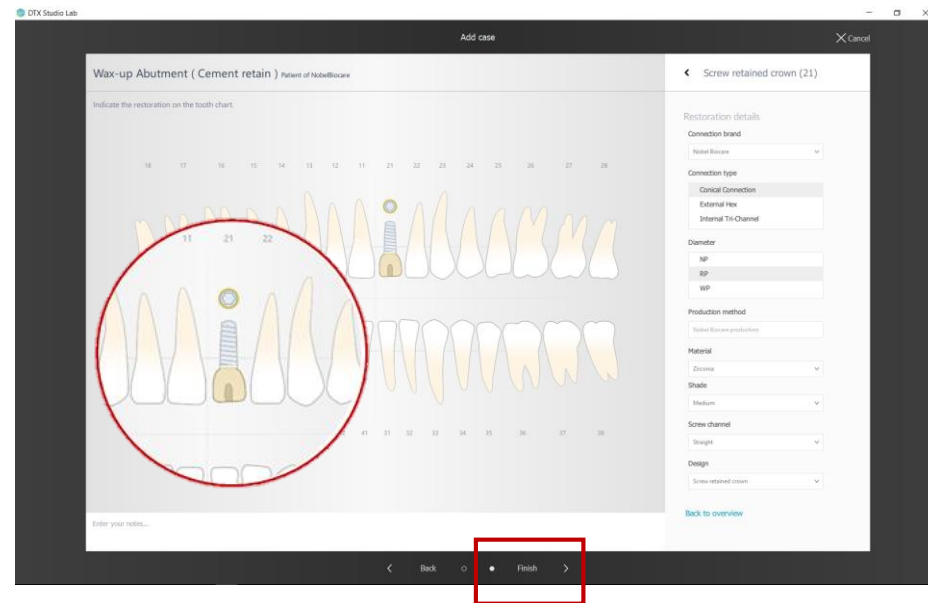 DTX Studio Lab
Add case
Cancel
Wax-up Abutment ( Cement retain ) Patient of NobelBiocare
Screw retained crown (21)
Indicate the restoration on the tooth chart.
Restoration details
Connection brand
Nobel Biocare
18 17 16 15 14 13 12 11 21 22 23 24 25 26 27 28
Connection type
Conical Connection
External Hex
Internal Tri-Channel
11 21 22
Diameter
NP
RP
WP
Production method
Nobel Biocare production
Material
Zirconia
Shade
Medium
Screw channel
41 31 32 33 34 35 36 37 38
Straight
Design
Screw retained crown
Back to overview
Enter your notes...
Back Finish